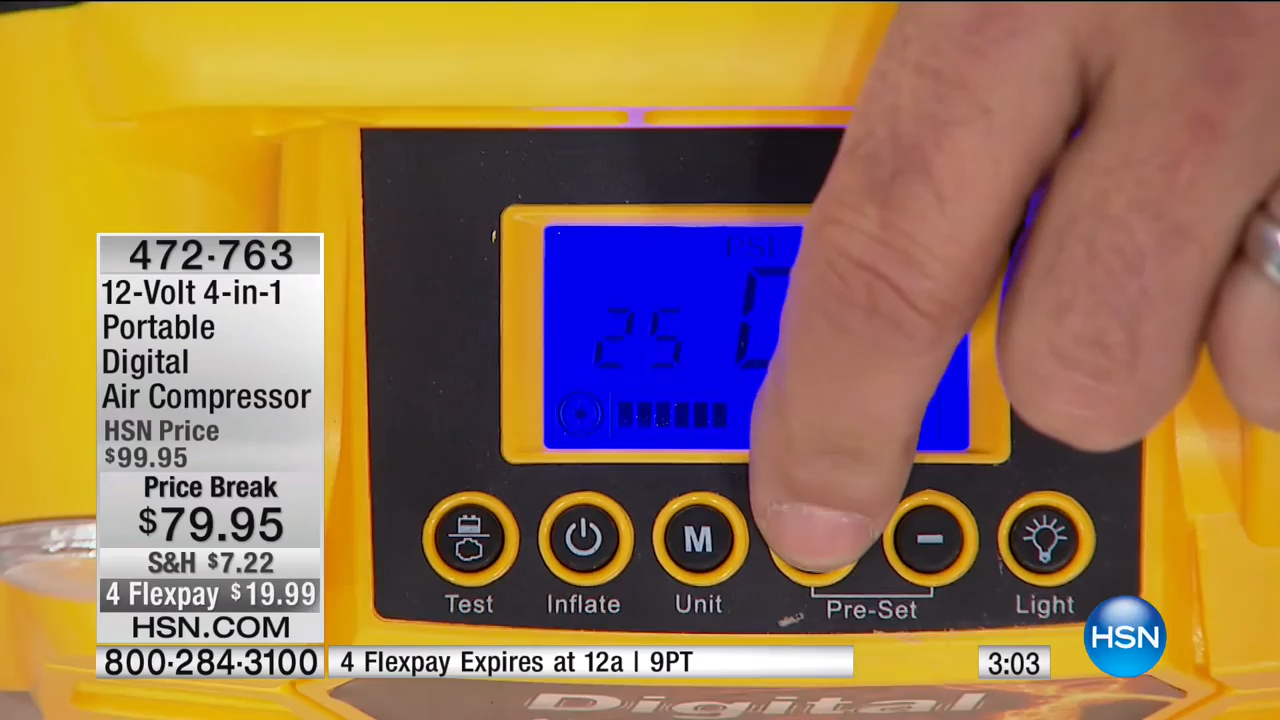 472-763
12-Volt 4-in-1
Portable
Digital
Air Compressor
HSN Price
$99.95
Price Break
$79.95
S&H $7.22
4 Flexpay $19.99
HSN.COM
800-284-3100
4 Flexpay Expires at 12a | 9PT
3:03
HSN
PSI
25
M
Test
Inflate
Unit
Pre-Set
Light
Digital